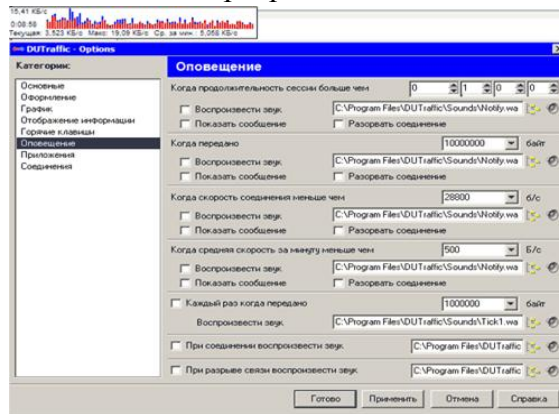 15,41 КБ/с
0:08:58
Текущая: 3,523 КБ/с Макс: 19,09 КБ/с Ср. за мин.: 5,058 КБ/с
DUTraffic - Options
Категории:
Оповещение
Основные
Оформление
График
Отображение информации
Горячие клавиши
Оповещение
Приложения
Соединения
Когда продолжительность сессии больше чем 0 1 0 0
Воспроизвести звук C:\Program Files\DUTraffic\Sounds\Notify.wa
Показать сообщение Разорвать соединение
Когда передано 10000000 байт
Воспроизвести звук C:\Program Files\DUTraffic\Sounds\Notify.wa
Показать сообщение Разорвать соединение
Когда скорость соединения меньше чем 28800 б/с
Воспроизвести звук C:\Program Files\DUTraffic\Sounds\Notify.wa
Показать сообщение Разорвать соединение
Когда средняя скорость за минуту меньше чем 500 Б/с
Воспроизвести звук C:\Program Files\DUTraffic\Sounds\Notify.wa
Показать сообщение Разорвать соединение
Каждый раз когда передано 1000000 байт
Воспроизвести звук C:\Program Files\DUTraffic\Sounds\Tick1.wa
При соединении воспроизвести звук C:\Program Files\DUTraffic
При разрыве связи воспроизвести звук C:\Program Files\DUTraffic
Готово Применить Отмена Справка